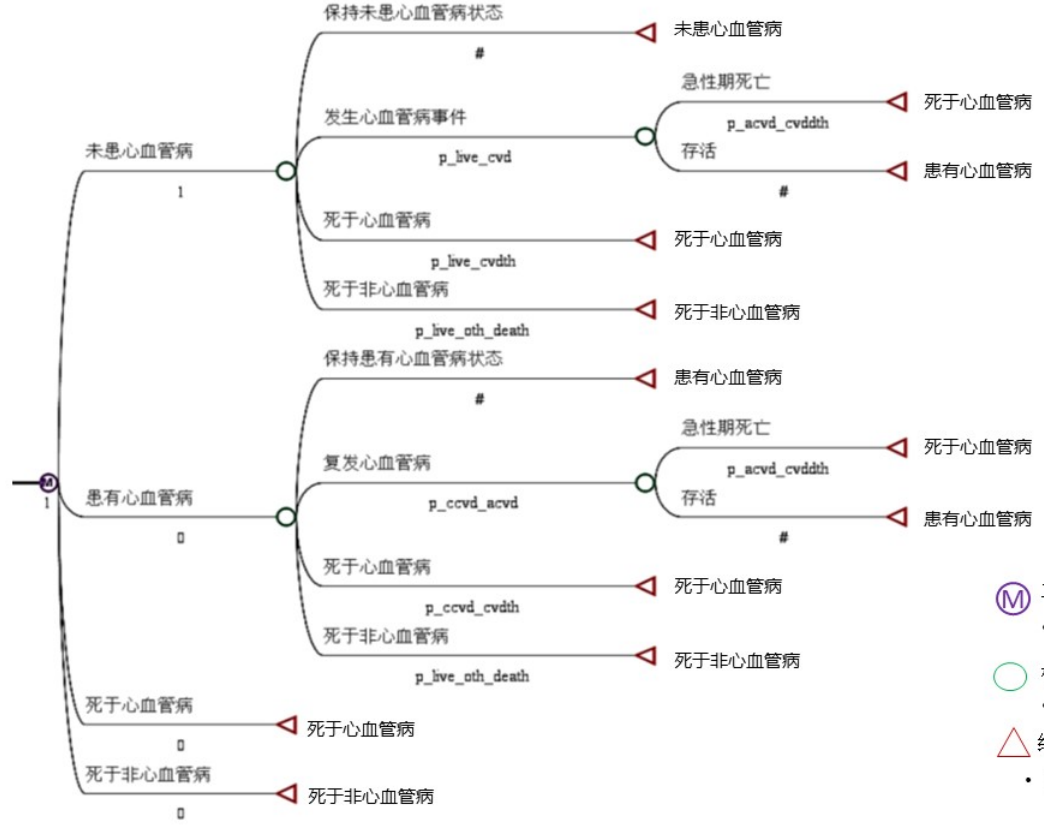 保持未患心血管病状态
#
未患心血管病
急性期死亡
p_acvd_cvddth
死于心血管病
发生心血管病事件
p_live_cvd
存活
#
患有心血管病
未患心血管病
1
死于心血管病
p_live_cvdth
死于心血管病
死于非心血管病
p_live_oth_death
死于非心血管病
保持患有心血管病状态
#
患有心血管病
急性期死亡
p_acvd_cvddth
死于心血管病
复发心血管病
p_ccvd_acvd
存活
#
患有心血管病
M
1
患有心血管病
0
死于心血管病
p_ccvd_cvdth
死于心血管病
死于非心血管病
p_live_oth_death
死于非心血管病
死于心血管病
0
死于心血管病
死于非心血管病
0
死于非心血管病
M